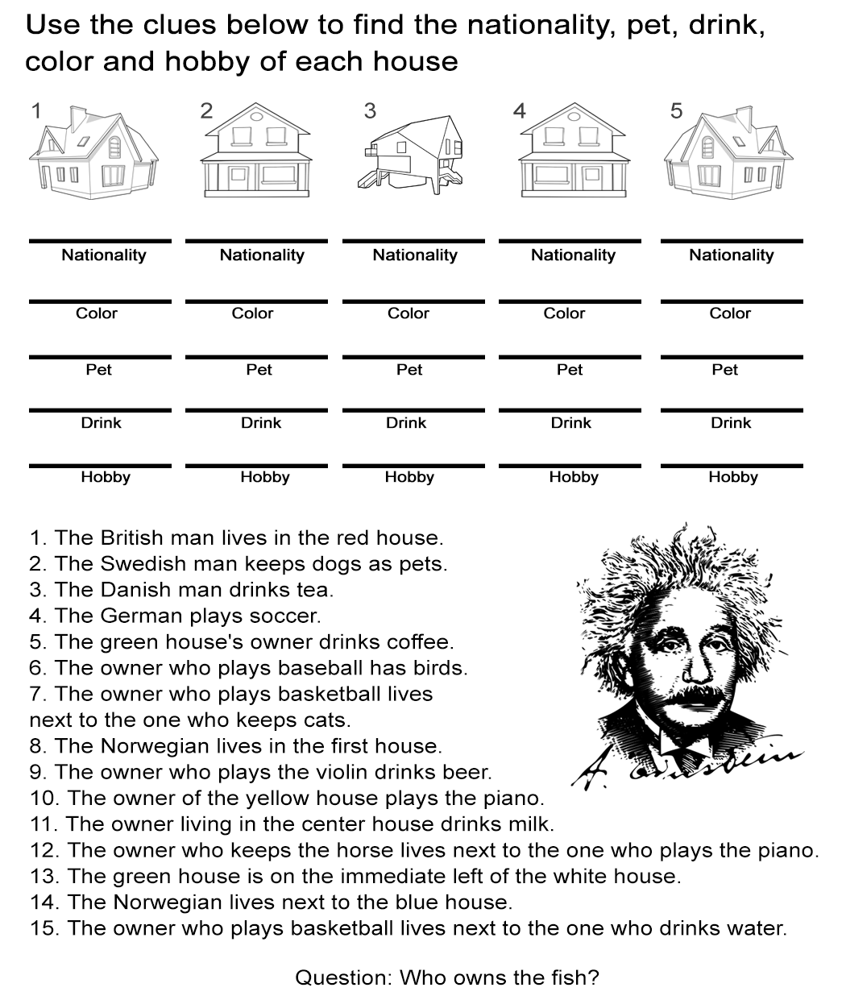 Use the clues below to find the nationality, pet, drink,
color and hobby of each house
1 2 3 4 5
Nationality Nationality Nationality Nationality Nationality
Color Color Color Color Color
Pet Pet Pet Pet Pet
Drink Drink Drink Drink Drink
Hobby Hobby Hobby Hobby Hobby
1. The British man lives in the red house.
2. The Swedish man keeps dogs as pets.
3. The Danish man drinks tea.
4. The German plays soccer.
5. The green house's owner drinks coffee.
6. The owner who plays baseball has birds.
7. The owner who plays basketball lives
next to the one who keeps cats.
8. The Norwegian lives in the first house.
9. The owner who plays the violin drinks beer.
10. The owner of the yellow house plays the piano.
11. The owner living in the center house drinks milk.
12. The owner who keeps the horse lives next to the one who plays the piano.
13. The green house is on the immediate left of the white house.
14. The Norwegian lives next to the blue house.
15. The owner who plays basketball lives next to the one who drinks water.
A. Einstein
Question: Who owns the fish?